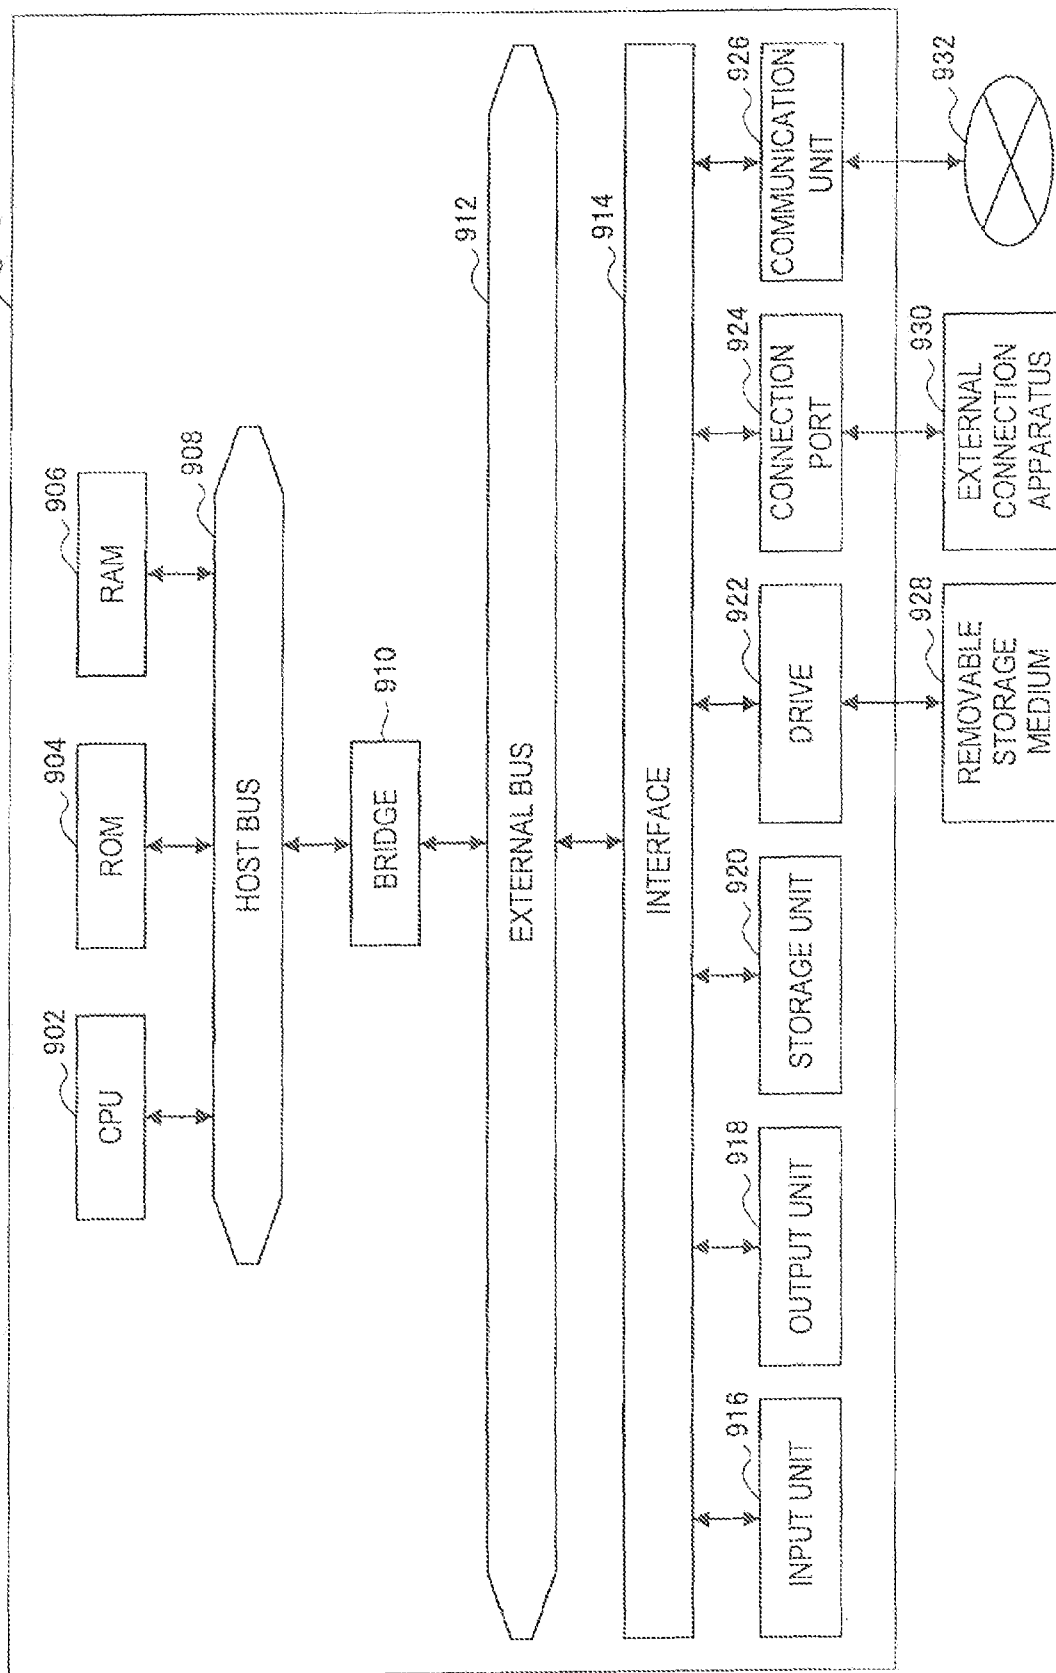 902
904
906
CPU
ROM
RAM
908
HOST BUS
910
BRIDGE
912
EXTERNAL BUS
914
INTERFACE
916
918
920
922
924
926
INPUT UNIT
OUTPUT UNIT
STORAGE UNIT
DRIVE
CONNECTION
PORT
COMMUNICATION
UNIT
928
930
932
REMOVABLE
STORAGE
MEDIUM
EXTERNAL
CONNECTION
APPARATUS